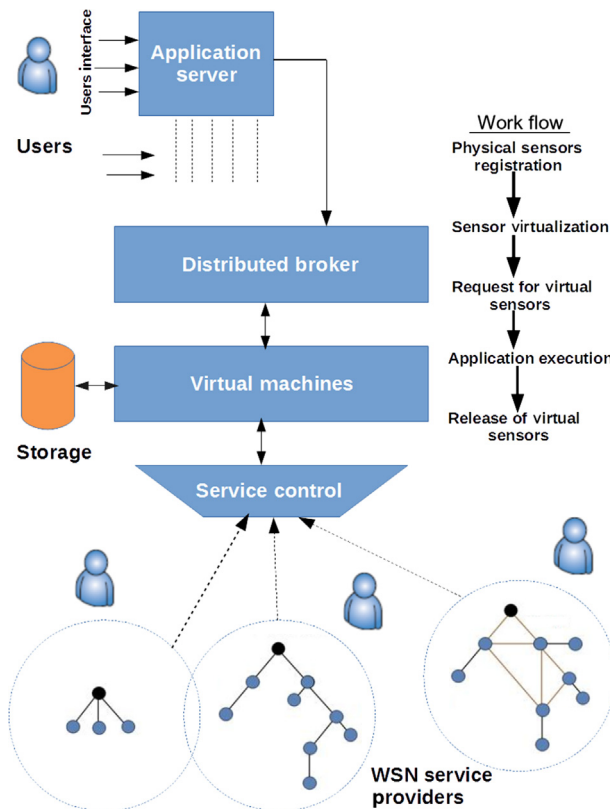 Users interface
Application
server
Users
Work flow
Physical sensors
registration
Sensor virtualization
Request for virtual
sensors
Application execution
Release of virtual
sensors
Distributed broker
Virtual machines
Storage
Service control
WSN service
providers